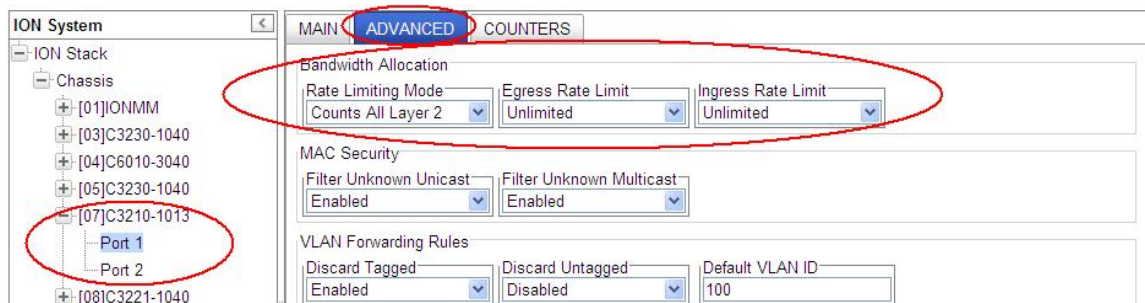 ION System
ION Stack
Chassis
[01]IONMM
[03]C3230-1040
[04]C6010-3040
[05]C3230-1040
[07]C3210-1013
Port 1
Port 2
[08]C3221-1040
MAIN ADVANCED COUNTERS
Bandwidth Allocation
Rate Limiting Mode Egress Rate Limit Ingress Rate Limit
Counts All Layer 2 Unlimited Unlimited
MAC Security
Filter Unknown Unicast Filter Unknown Multicast
Enabled Enabled
VLAN Forwarding Rules
Discard Tagged Discard Untagged Default VLAN ID
Enabled Disabled 100